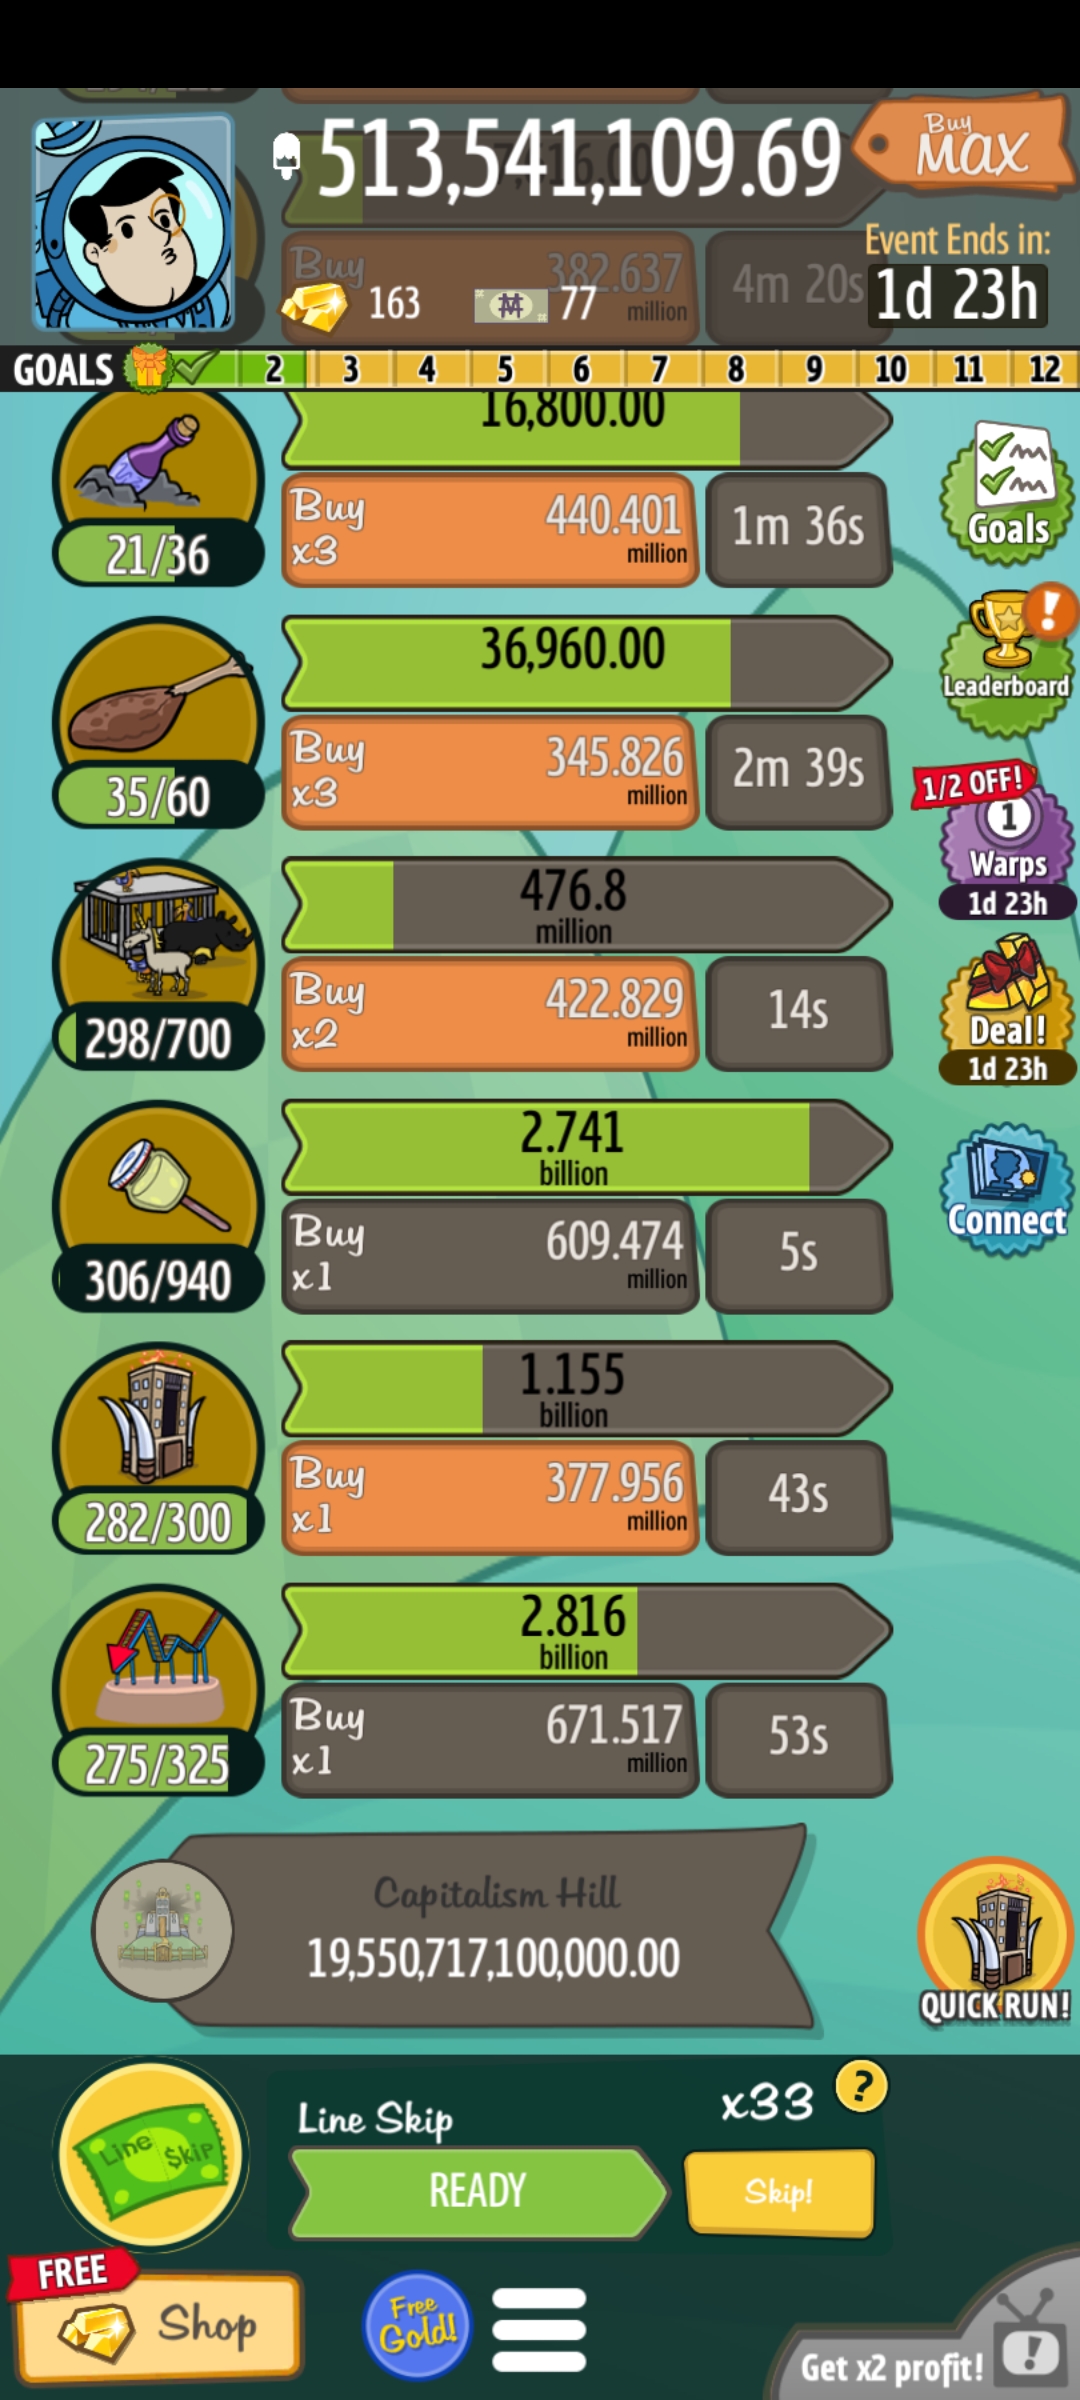 513,541,109.69
Buy
MAX
Buy
382.637
million
4m 20s
Event Ends in:
1d 23h
163
77
GOALS 2 3 4 5 6 7 8 9 10 11 12
16,800.00
Buy
x3
440.401
million
1m 36s
21/36
Goals
36,960.00
Buy
x3
345.826
million
2m 39s
35/60
!
Leaderboard
1/2 OFF!
1
Warps
1d 23h
476.8
million
Buy
x2
422.829
million
14s
298/700
Deal!
1d 23h
2.741
billion
Buy
x1
609.474
million
5s
306/940
Connect
1.155
billion
Buy
x1
377.956
million
43s
282/300
2.816
billion
Buy
x1
671.517
million
53s
275/325
Capitalism Hill
19,550,717,100,000.00
QUICK RUN!
Line $kip
Line Skip
x33
?
READY
Skip!
FREE
Shop
Free
Gold!
Get x2 profit!
!